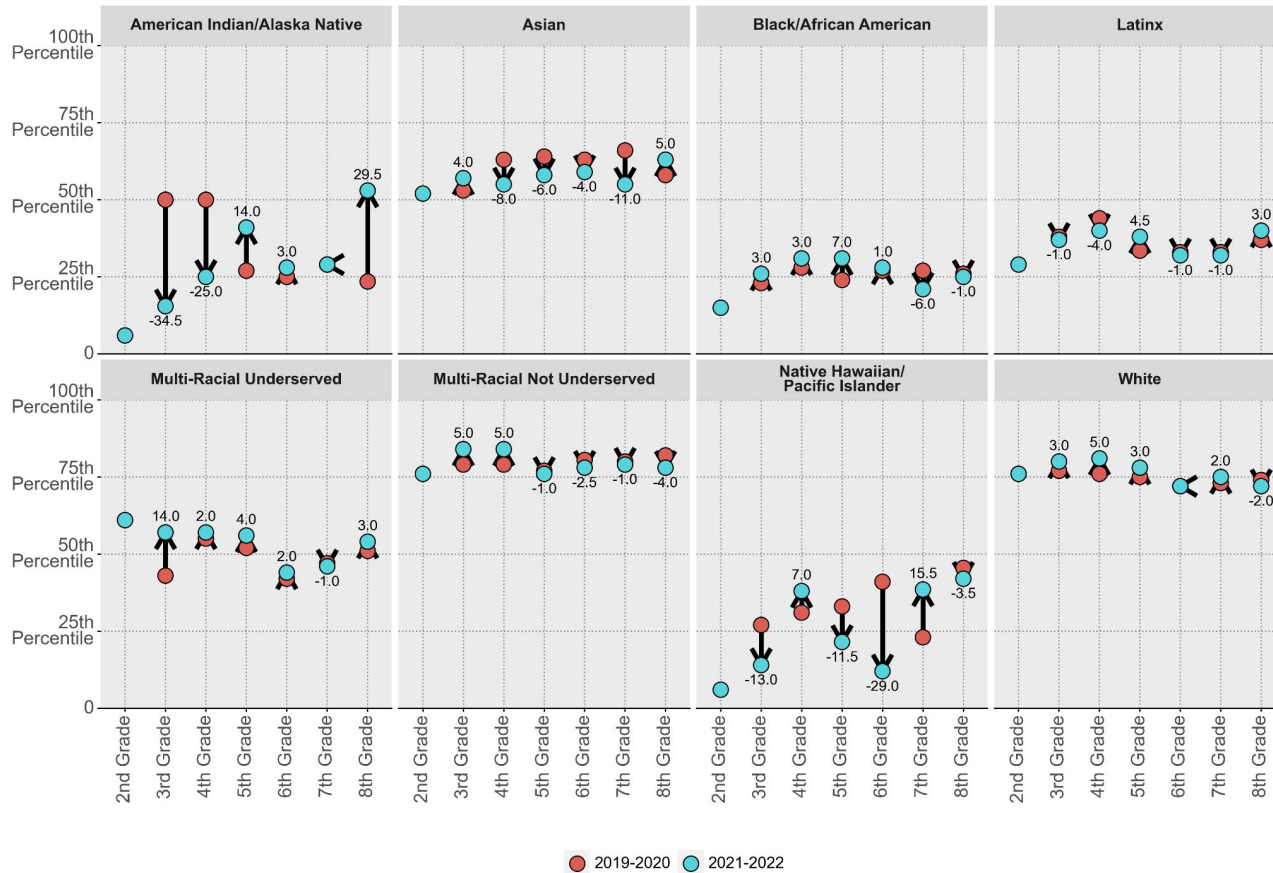 American Indian/Alaska Native
Asian
Black/African American
Latinx
100th
Percentile
75th
Percentile
50th
Percentile
25th
Percentile
0
-34.5
-25.0
14.0
3.0
29.5
4.0
-8.0
-6.0
-4.0
-11.0
5.0
3.0
3.0
7.0
1.0
-6.0
-1.0
-1.0
-4.0
4.5
-1.0
-1.0
3.0
Multi-Racial Underserved
Multi-Racial Not Underserved
Native Hawaiian/
Pacific Islander
White
100th
Percentile
75th
Percentile
50th
Percentile
25th
Percentile
0
14.0
2.0
4.0
2.0
-1.0
3.0
5.0
5.0
-1.0
-2.5
-1.0
-4.0
-13.0
7.0
-11.5
-29.0
15.5
-3.5
3.0
5.0
3.0
2.0
-2.0
2nd Grade
3rd Grade
4th Grade
5th Grade
6th Grade
7th Grade
8th Grade
2nd Grade
3rd Grade
4th Grade
5th Grade
6th Grade
7th Grade
8th Grade
2nd Grade
3rd Grade
4th Grade
5th Grade
6th Grade
7th Grade
8th Grade
2nd Grade
3rd Grade
4th Grade
5th Grade
6th Grade
7th Grade
8th Grade
2019-2020
2021-2022